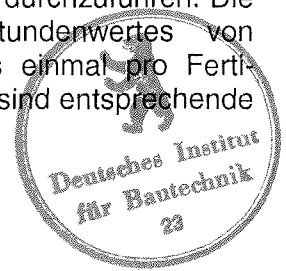 durchzuführen. Die
tundenwertes von
s einmal pro Ferti-
sind entsprechende
Deutsches Institut
für Bautechnik
23